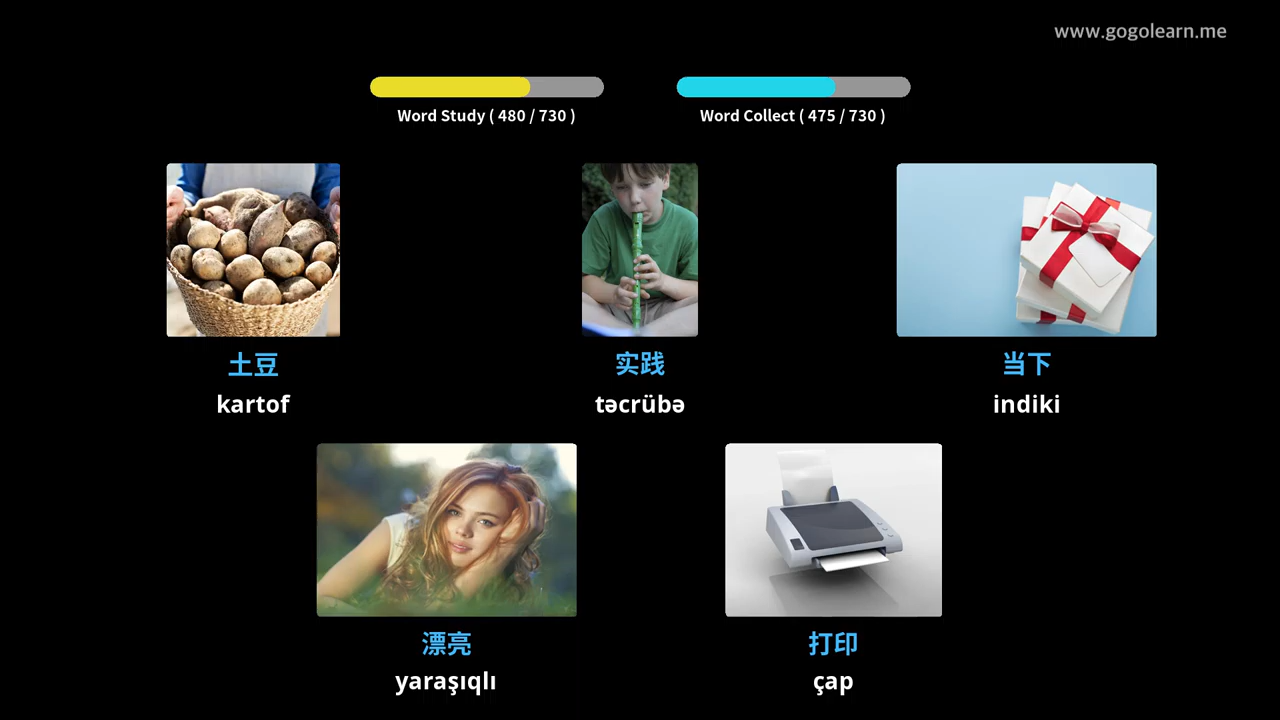 www.gogolearn.me
Word Study ( 480 / 730 )
Word Collect ( 475 / 730 )
土豆
kartof
实践
təcrübə
当下
indiki
漂亮
yaraşıqlı
打印
çap